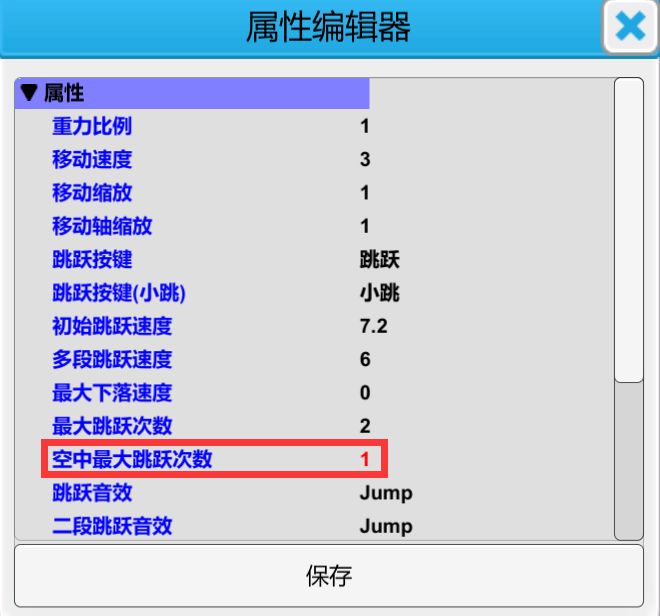 属性编辑器
属性
重力比例 1
移动速度 3
移动缩放 1
移动轴缩放 1
跳跃按键 跳跃
跳跃按键(小跳) 小跳
初始跳跃速度 7.2
多段跳跃速度 6
最大下落速度 0
最大跳跃次数 2
空中最大跳跃次数 1
跳跃音效 Jump
二段跳跃音效 Jump
保存